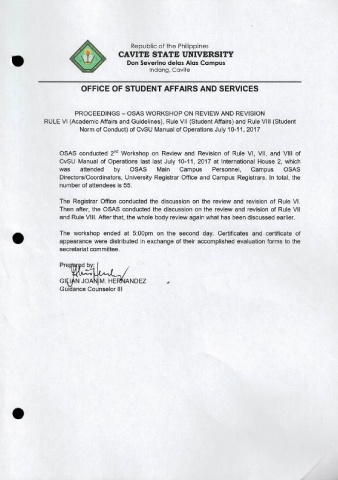 Republic of the Philippines
CAVITE STATE UNIVERSITY
Don Severino delas Alas Campus
Indang, Cavite
OFFICE OF STUDENT AFFAIRS AND SERVICES
PROCEEDINGS – OSAS WORKSHOP ON REVIEW AND REVISION
RULE VI (Academic Affairs and Guidelines), Rule VII (Student Affairs) and Rule VIII (Student
Norm of Conduct) of CvSU Manual of Operations July 10-11, 2017
OSAS conducted 2nd Workshop on Review and Revision of Rule VI, VII, and VIII of
CvSU Manual of Operations last last July 10-11, 2017 at International House 2, which
was attended by OSAS Main Campus Personnel, Campus OSAS
Directors/Coordinators, University Registrar Office and Campus Registrars. In total, the
number of attendees is 55.
The Registrar Office conducted the discussion on the review and revision of Rule VI.
Then after, the OSAS conducted the discussion on the review and revision of Rule VII
and Rule VIII. After that, the whole body review again what has been discussed earlier.
The workshop ended at 5:00pm on the second day. Certificates and certificate of
appearance were distributed in exchange of their accomplished evaluation forms to the
secretariat committee.
Prepared by:
GILIAN JOAN M. HERNANDEZ
Guidance Counselor III